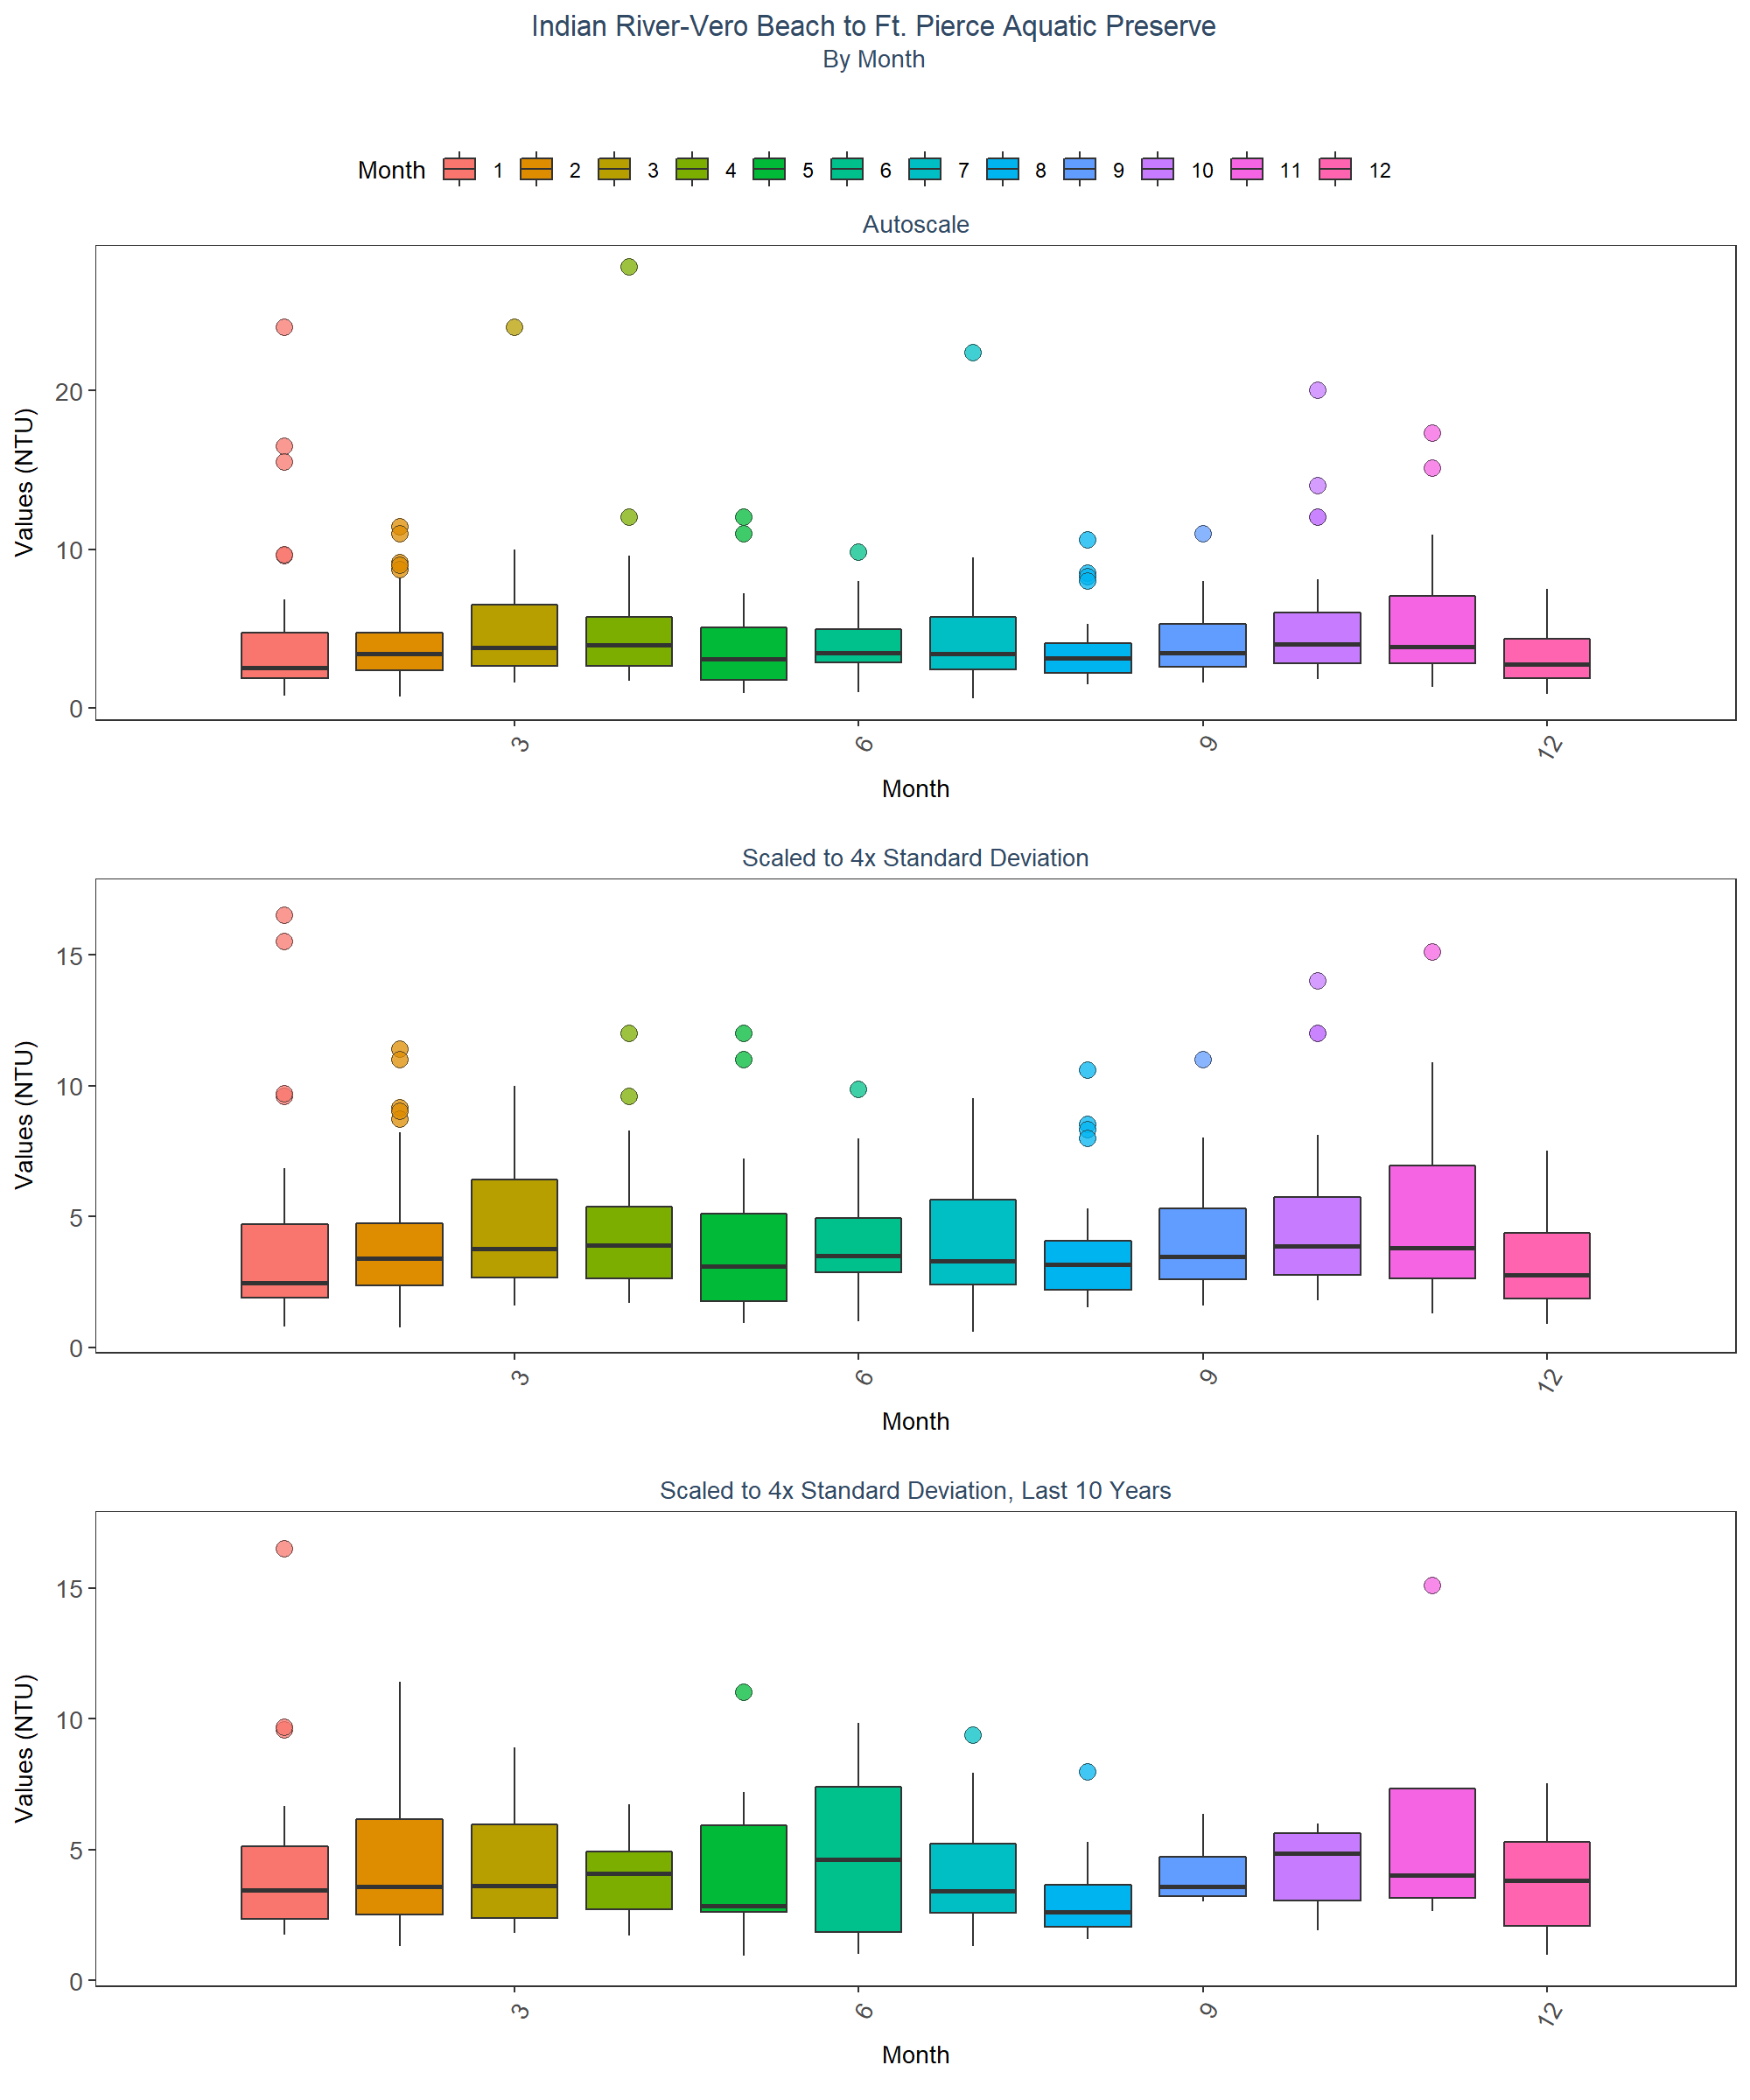 Indian River-Vero Beach to Ft. Pierce Aquatic Preserve
By Month
Month 1 2 3 4 5 6 7 8 9 10 11 12
Autoscale
Values (NTU)
20
10
0
3 6 9 12
Month
Scaled to 4x Standard Deviation
Values (NTU)
15
10
5
0
3 6 9 12
Month
Scaled to 4x Standard Deviation, Last 10 Years
Values (NTU)
15
10
5
0
3 6 9 12
Month